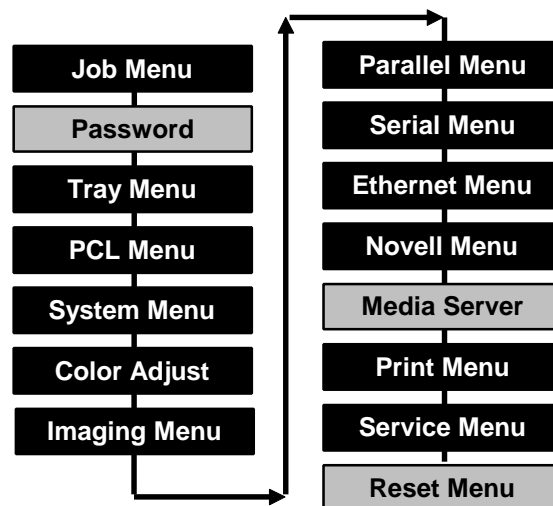 Job Menu
Password
Tray Menu
PCL Menu
System Menu
Color Adjust
Imaging Menu
Parallel Menu
Serial Menu
Ethernet Menu
Novell Menu
Media Server
Print Menu
Service Menu
Reset Menu